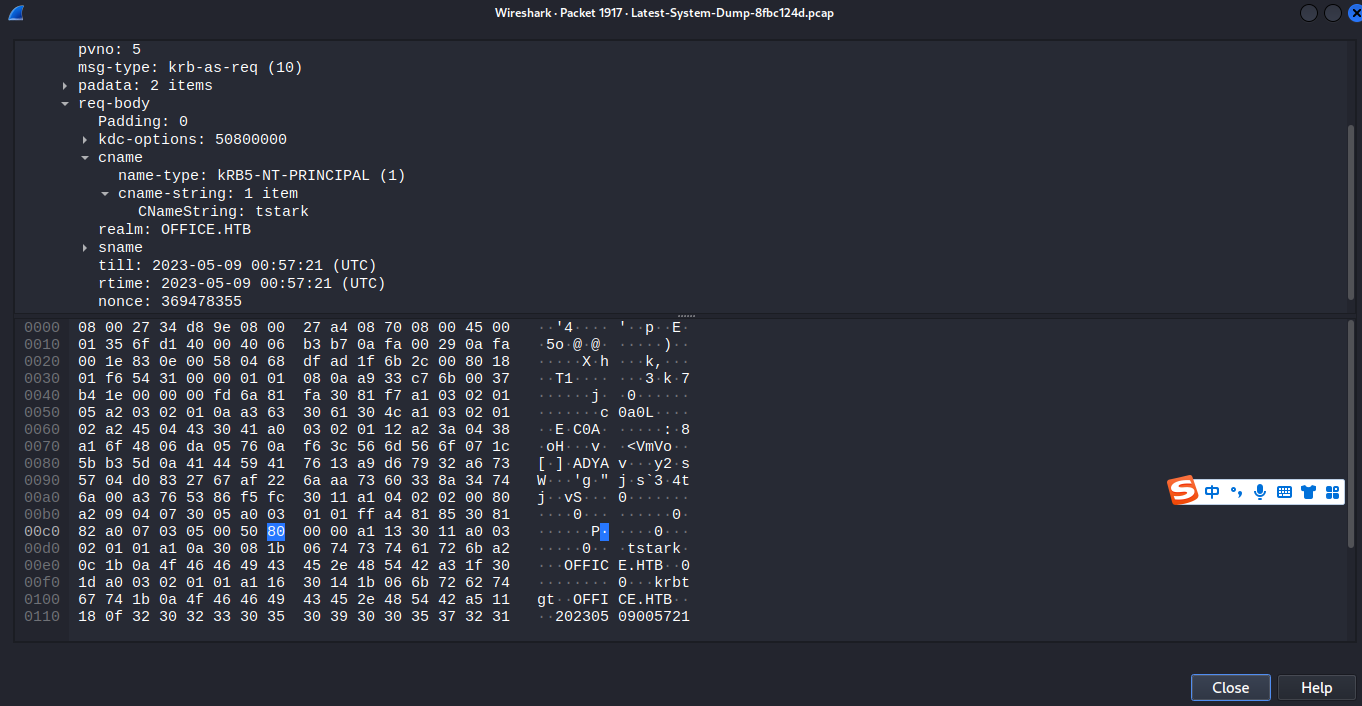 Wireshark · Packet 1917 · Latest-System-Dump-8fbc124d.pcap
pvno: 5
msg-type: krb-as-req (10)
padata: 2 items
req-body
Padding: 0
kdc-options: 50800000
cname
name-type: kRB5-NT-PRINCIPAL (1)
cname-string: 1 item
CNameString: tstark
realm: OFFICE.HTB
sname
till: 2023-05-09 00:57:21 (UTC)
rtime: 2023-05-09 00:57:21 (UTC)
nonce: 369478355
0000 08 00 27 34 d8 9e 08 00 27 a4 08 70 08 00 45 00 ··'4···· '··p··E·
0010 01 35 6f d1 40 00 40 06 b3 b7 0a fa 00 29 0a fa ·5o·@·@· ·····)··
0020 00 1e 83 0e 00 58 04 68 df ad 1f 6b 2c 00 80 18 ·····X·h ···k,···
0030 01 f6 54 31 00 00 01 01 08 0a a9 33 c7 6b 00 37 ··T1···· ···3·k·7
0040 b4 1e 00 00 00 fd 6a 81 fa 30 81 f7 a1 03 02 01 ······j· ·0······
0050 05 a2 03 02 01 0a a3 63 30 61 30 4c a1 03 02 01 ·······c 0a0L····
0060 02 a2 45 04 43 30 41 a0 03 02 01 12 a2 3a 04 38 ··E·C0A· ·····:·8
0070 a1 6f 48 06 da 05 76 0a f6 3c 56 6d 56 6f 07 1c ·oH···v· ·<VmVo··
0080 5b b3 5d 0a 41 44 59 41 76 13 a9 d6 79 32 a6 73 [·]·ADYA v···y2·s
0090 57 04 d0 83 27 67 af 22 6a aa 73 60 33 8a 34 74 W···'g·" j·s`3·4t
00a0 6a 00 a3 76 53 86 f5 fc 30 11 a1 04 02 02 00 80 j··vS··· 0·······
00b0 a2 09 04 07 30 05 a0 03 01 01 ff a4 81 85 30 81 ····0··· ······0·
00c0 82 a0 07 03 05 00 50 80 00 00 a1 13 30 11 a0 03 ······P· ····0···
00d0 02 01 01 a1 0a 30 08 1b 06 74 73 74 61 72 6b a2 ·····0·· ·tstark·
00e0 0c 1b 0a 4f 46 46 49 43 45 2e 48 54 42 a3 1f 30 ···OFFIC E.HTB··0
00f0 1d a0 03 02 01 01 a1 16 30 14 1b 06 6b 72 62 74 ········ 0···krbt
0100 67 74 1b 0a 4f 46 46 49 43 45 2e 48 54 42 a5 11 gt··OFFI CE.HTB··
0110 18 0f 32 30 32 33 30 35 30 39 30 30 35 37 32 31 ··202305 09005721
中
Close
Help